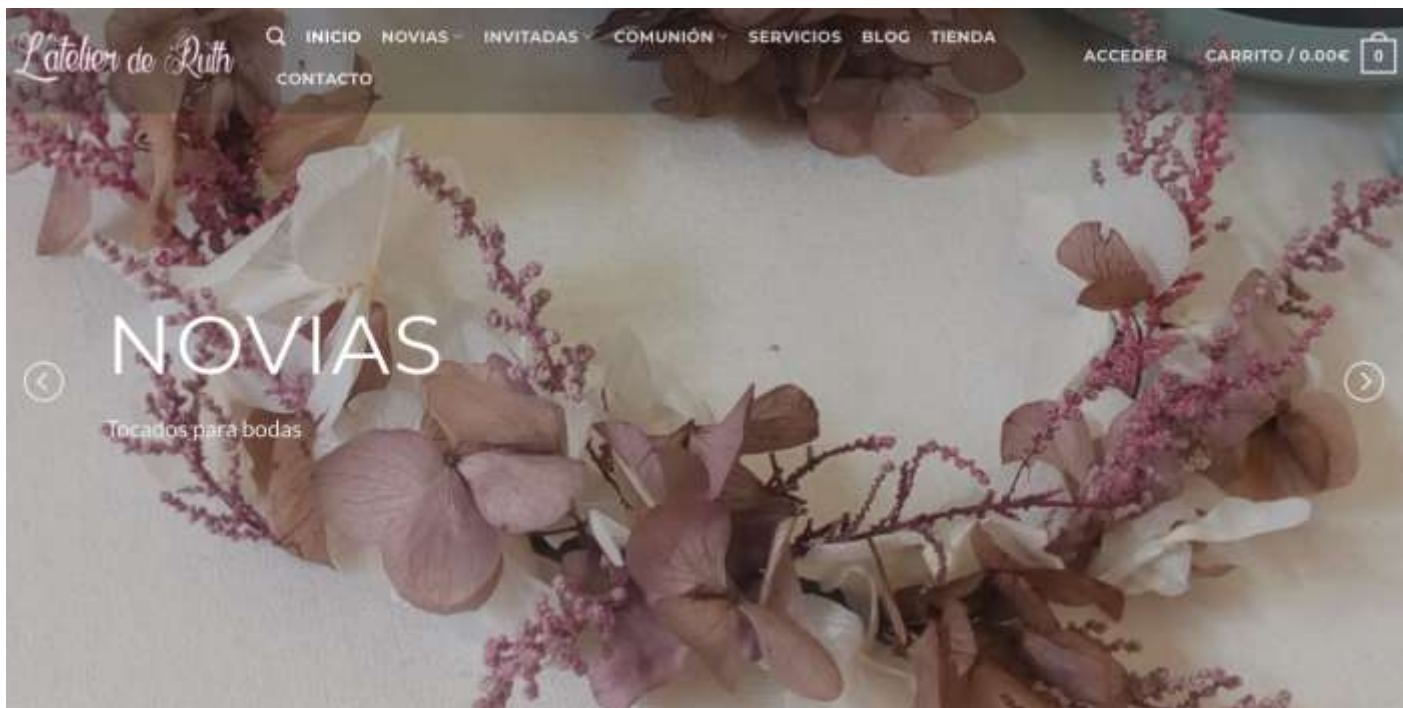 L'atelier de Ruth
INICIO NOVIAS INVITADAS COMUNIÓN SERVICIOS BLOG TIENDA
CONTACTO
ACCEDER CARRITO / 0.00€ 0
NOVIAS
Tocados para bodas